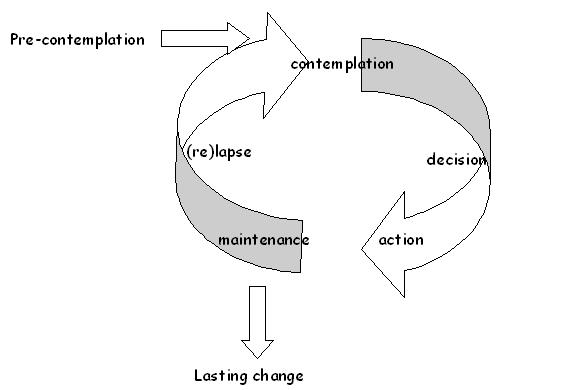 Pre-contemplation
contemplation
(re)lapse
decision
maintenance
action
Lasting change